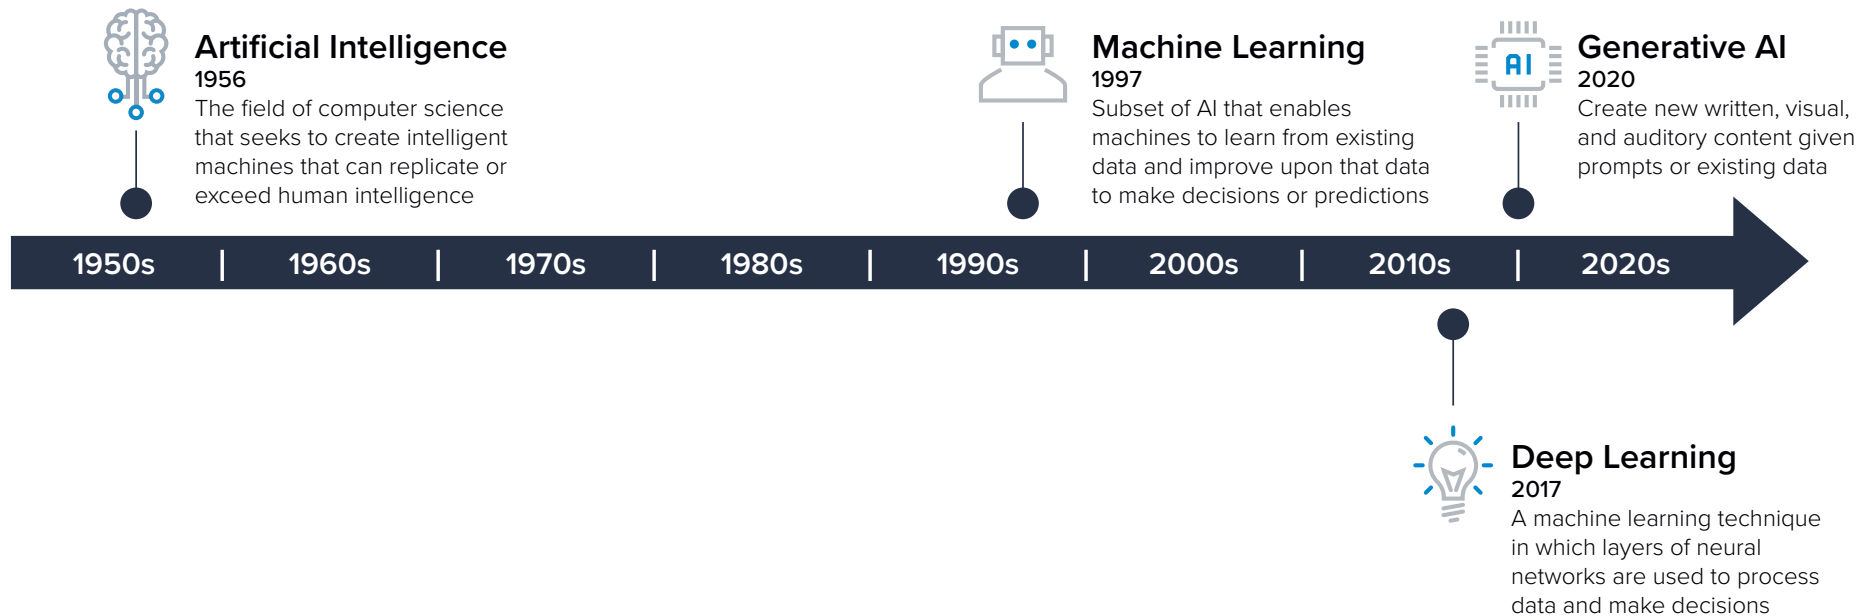 Artificial Intelligence
1956
The field of computer science
that seeks to create intelligent
machines that can replicate or
exceed human intelligence
Machine Learning
1997
Subset of AI that enables
machines to learn from existing
data and improve upon that data
to make decisions or predictions
AI
Generative AI
2020
Create new written, visual,
and auditory content given
prompts or existing data
1950s | 1960s | 1970s | 1980s | 1990s | 2000s | 2010s | 2020s
Deep Learning
2017
A machine learning technique
in which layers of neural
networks are used to process
data and make decisions